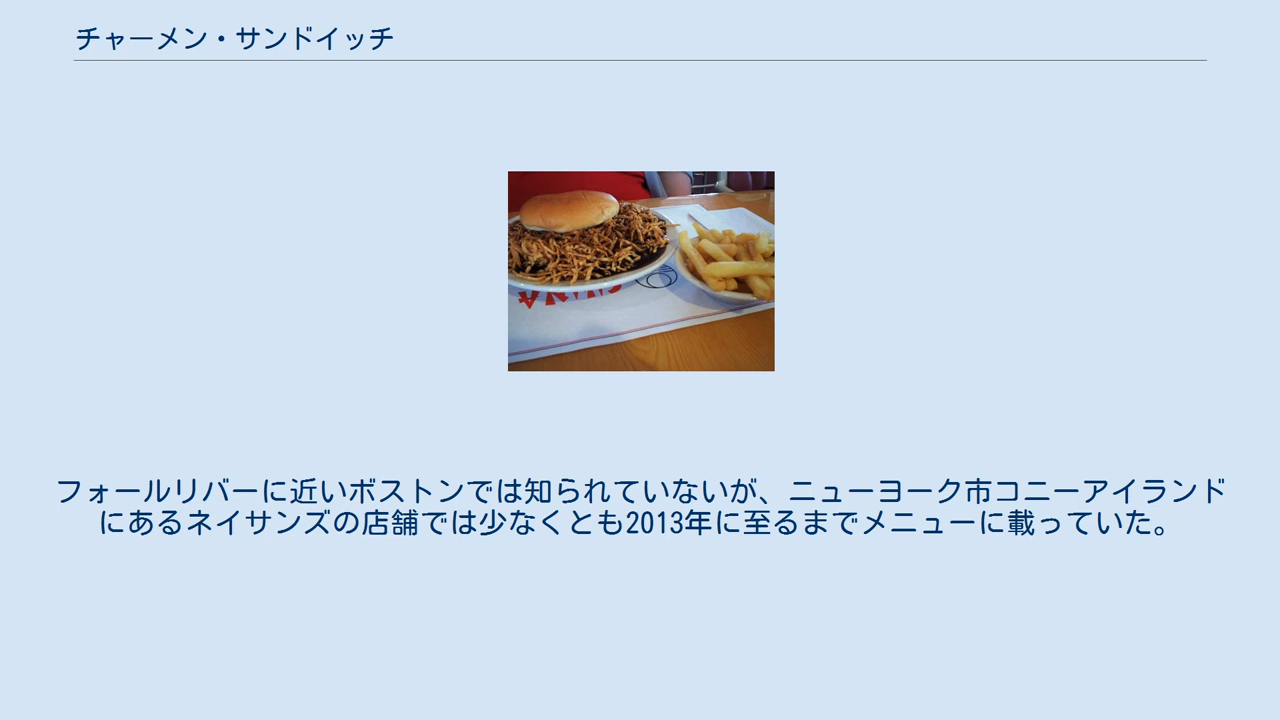 チャーメン・サンドイッチ
フォールリバーに近いボストンでは知られていないが、ニューヨーク市コニーアイランド
にあるネイサンズの店舗では少なくとも2013年に至るまでメニューに載っていた。